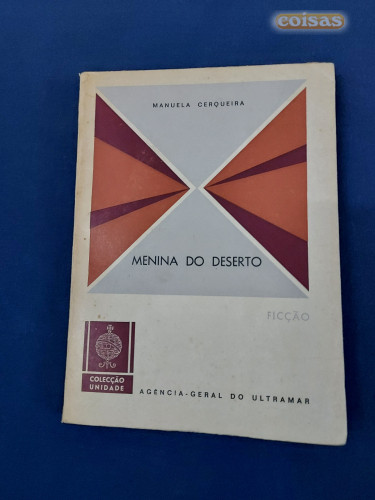 coisas
MANUELA CERQUEIRA
MENINA DO DESERTO
FICÇÃO
COLECÇÃO
UNIDADE
AGÊNCIA-GERAL DO ULTRAMAR